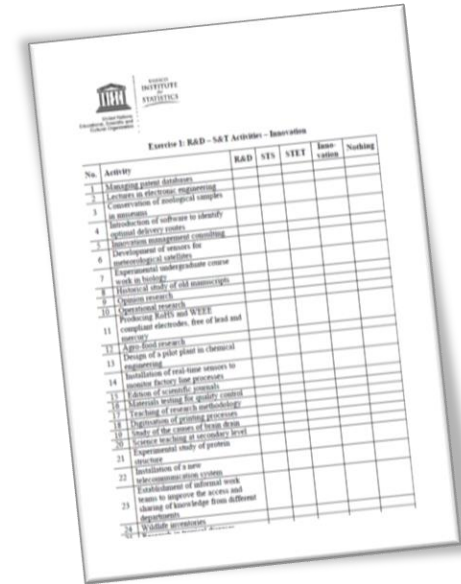 UNESCO
INSTITUTE
for
STATISTICS
United Nations
Educational, Scientific and
Cultural Organization
Exercise 1: R&D – S&T Activities – Innovation
No. Activity R&D STS STET Inno-
vation Nothing
1 Managing patent databases
2 Lectures in electronic engineering
3 Conservation of zoological samples
in museums
4 Introduction of software to identify
optimal delivery routes
5 Innovation management consulting
6 Development of sensors for
meteorological satellites
7 Experimental undergraduate course
work in biology
8 Historical study of old manuscripts
9 Opinion research
10 Operational research
11 Producing RoHS and WEEE
compliant electrodes, free of lead and
mercury
12 Agro-food research
13 Design of a pilot plant in chemical
engineering
14 Installation of real-time sensors to
monitor factory line processes
15 Edition of scientific journals
16 Materials testing for quality control
17 Teaching of research methodology
18 Digitisation of printing processes
19 Study of the causes of brain drain
20 Science teaching at secondary level
21 Experimental study of protein
structure
22 Installation of a new
telecommunication system
23 Establishment of informal work
teams to improve the access and
sharing of knowledge from different
departments
24 Wildlife inventories